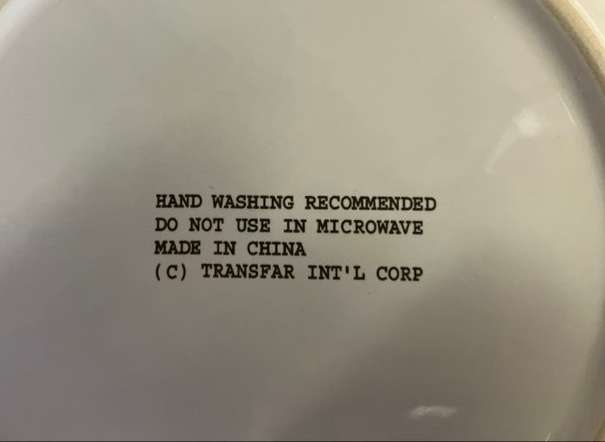 HAND WASHING RECOMMENDED
DO NOT USE IN MICROWAVE
MADE IN CHINA
(C) TRANSFAR INT'L CORP